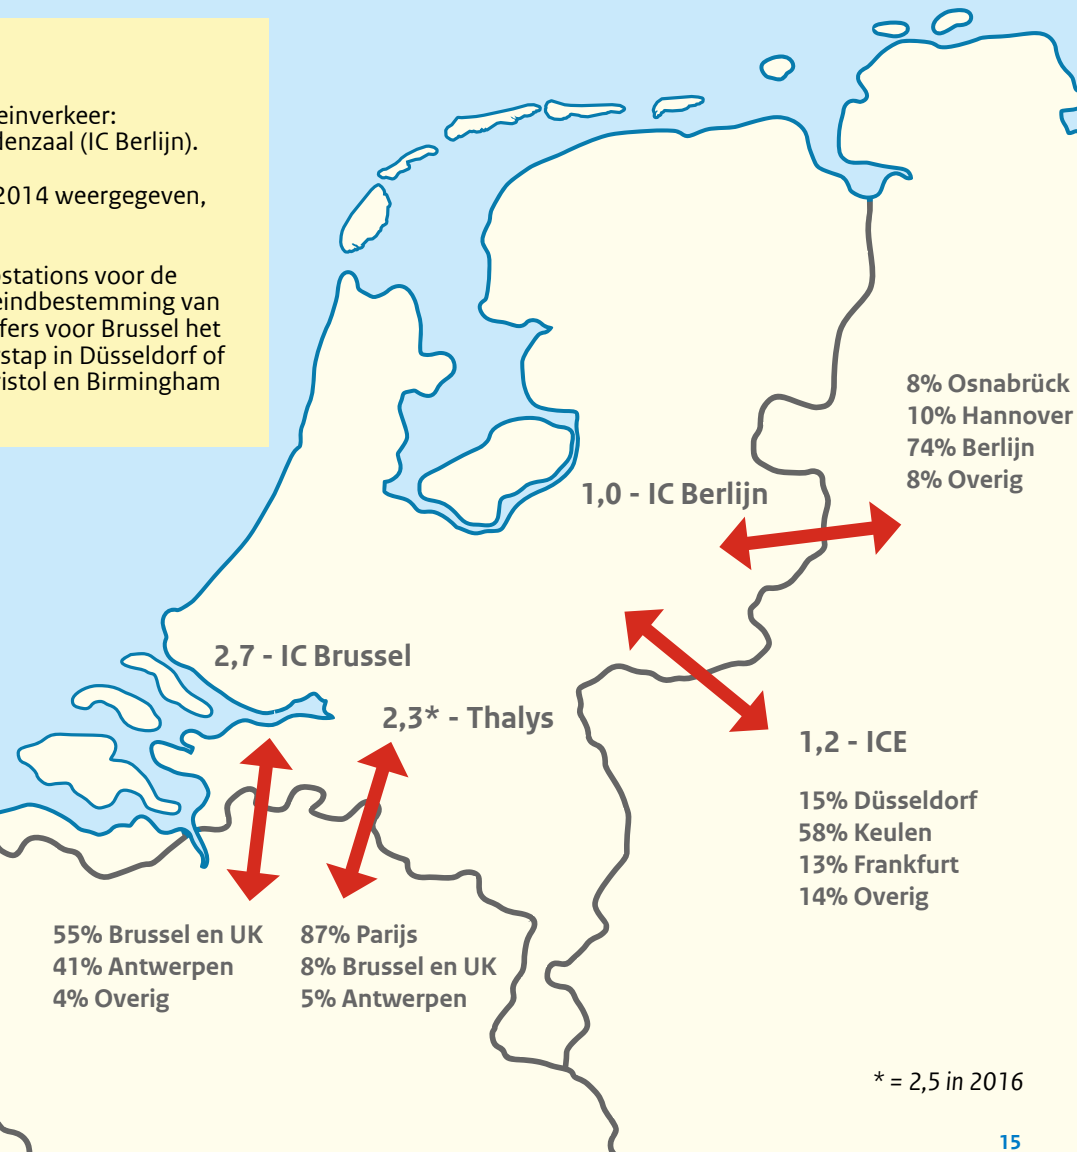 einverkeer:
denzaal (IC Berlijn).
2014 weergegeven,
stations voor de
eindbestemming van
fers voor Brussel het
stap in Düsseldorf of
istol en Birmingham
8% Osnabrück
10% Hannover
74% Berlijn
8% Overig
1,0 - IC Berlijn
2,7 - IC Brussel
2,3* - Thalys
1,2 - ICE
15% Düsseldorf
58% Keulen
13% Frankfurt
14% Overig
55% Brussel en UK
41% Antwerpen
4% Overig
87% Parijs
8% Brussel en UK
5% Antwerpen
* = 2,5 in 2016
15